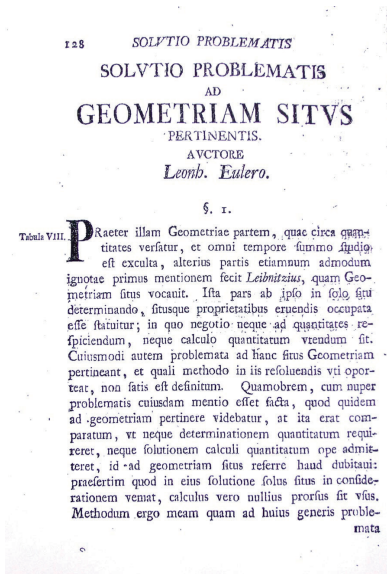 128 SOLVTIO PROBLEMATIS
SOLVTIO PROBLEMATIS
AD
GEOMETRIAM SITVS
PERTINENTIS.
AVCTORE
Leonh. Eulero.
§. 1.
Tabula VIII.
PRaeter illam Geometriae partem, quae circa quan-
titates verſatur, et omni tempore ſummo ſtudio
eſt exculta, alterius partis etiamnum admodum
ignotae primus mentionem fecit Leibnitzius, quam Geo-
metriam ſitus vocauit. Iſta pars ab ipſo in ſolo ſitu
determinando, ſitusque proprietatibus eruendis occupata
eſſe ſtatuitur; in quo negotio neque ad quantitates re-
ſpiciendum, neque calculo quantitatum vtendum ſit.
Cuiusmodi autem problemata ad hanc ſitus Geometriam
pertineant, et quali methodo in iis reſoluendis vti opor-
teat, non ſatis eſt definitum. Quamobrem, cum nuper
problematis cuiusdam mentio eſſet facta, quod quidem
ad geometriam pertinere videbatur, at ita erat com-
paratum, vt neque determinationem quantitatum requi-
reret, neque ſolutionem calculi quantitatum ope admit-
teret, id ad geometriam ſitus referre haud dubitaui:
praeſertim quod in eius ſolutione ſolus ſitus in conſide-
rationem veniat, calculus vero nullius prorſus ſit vſus.
Methodum ergo meam quam ad huius generis proble-
mata